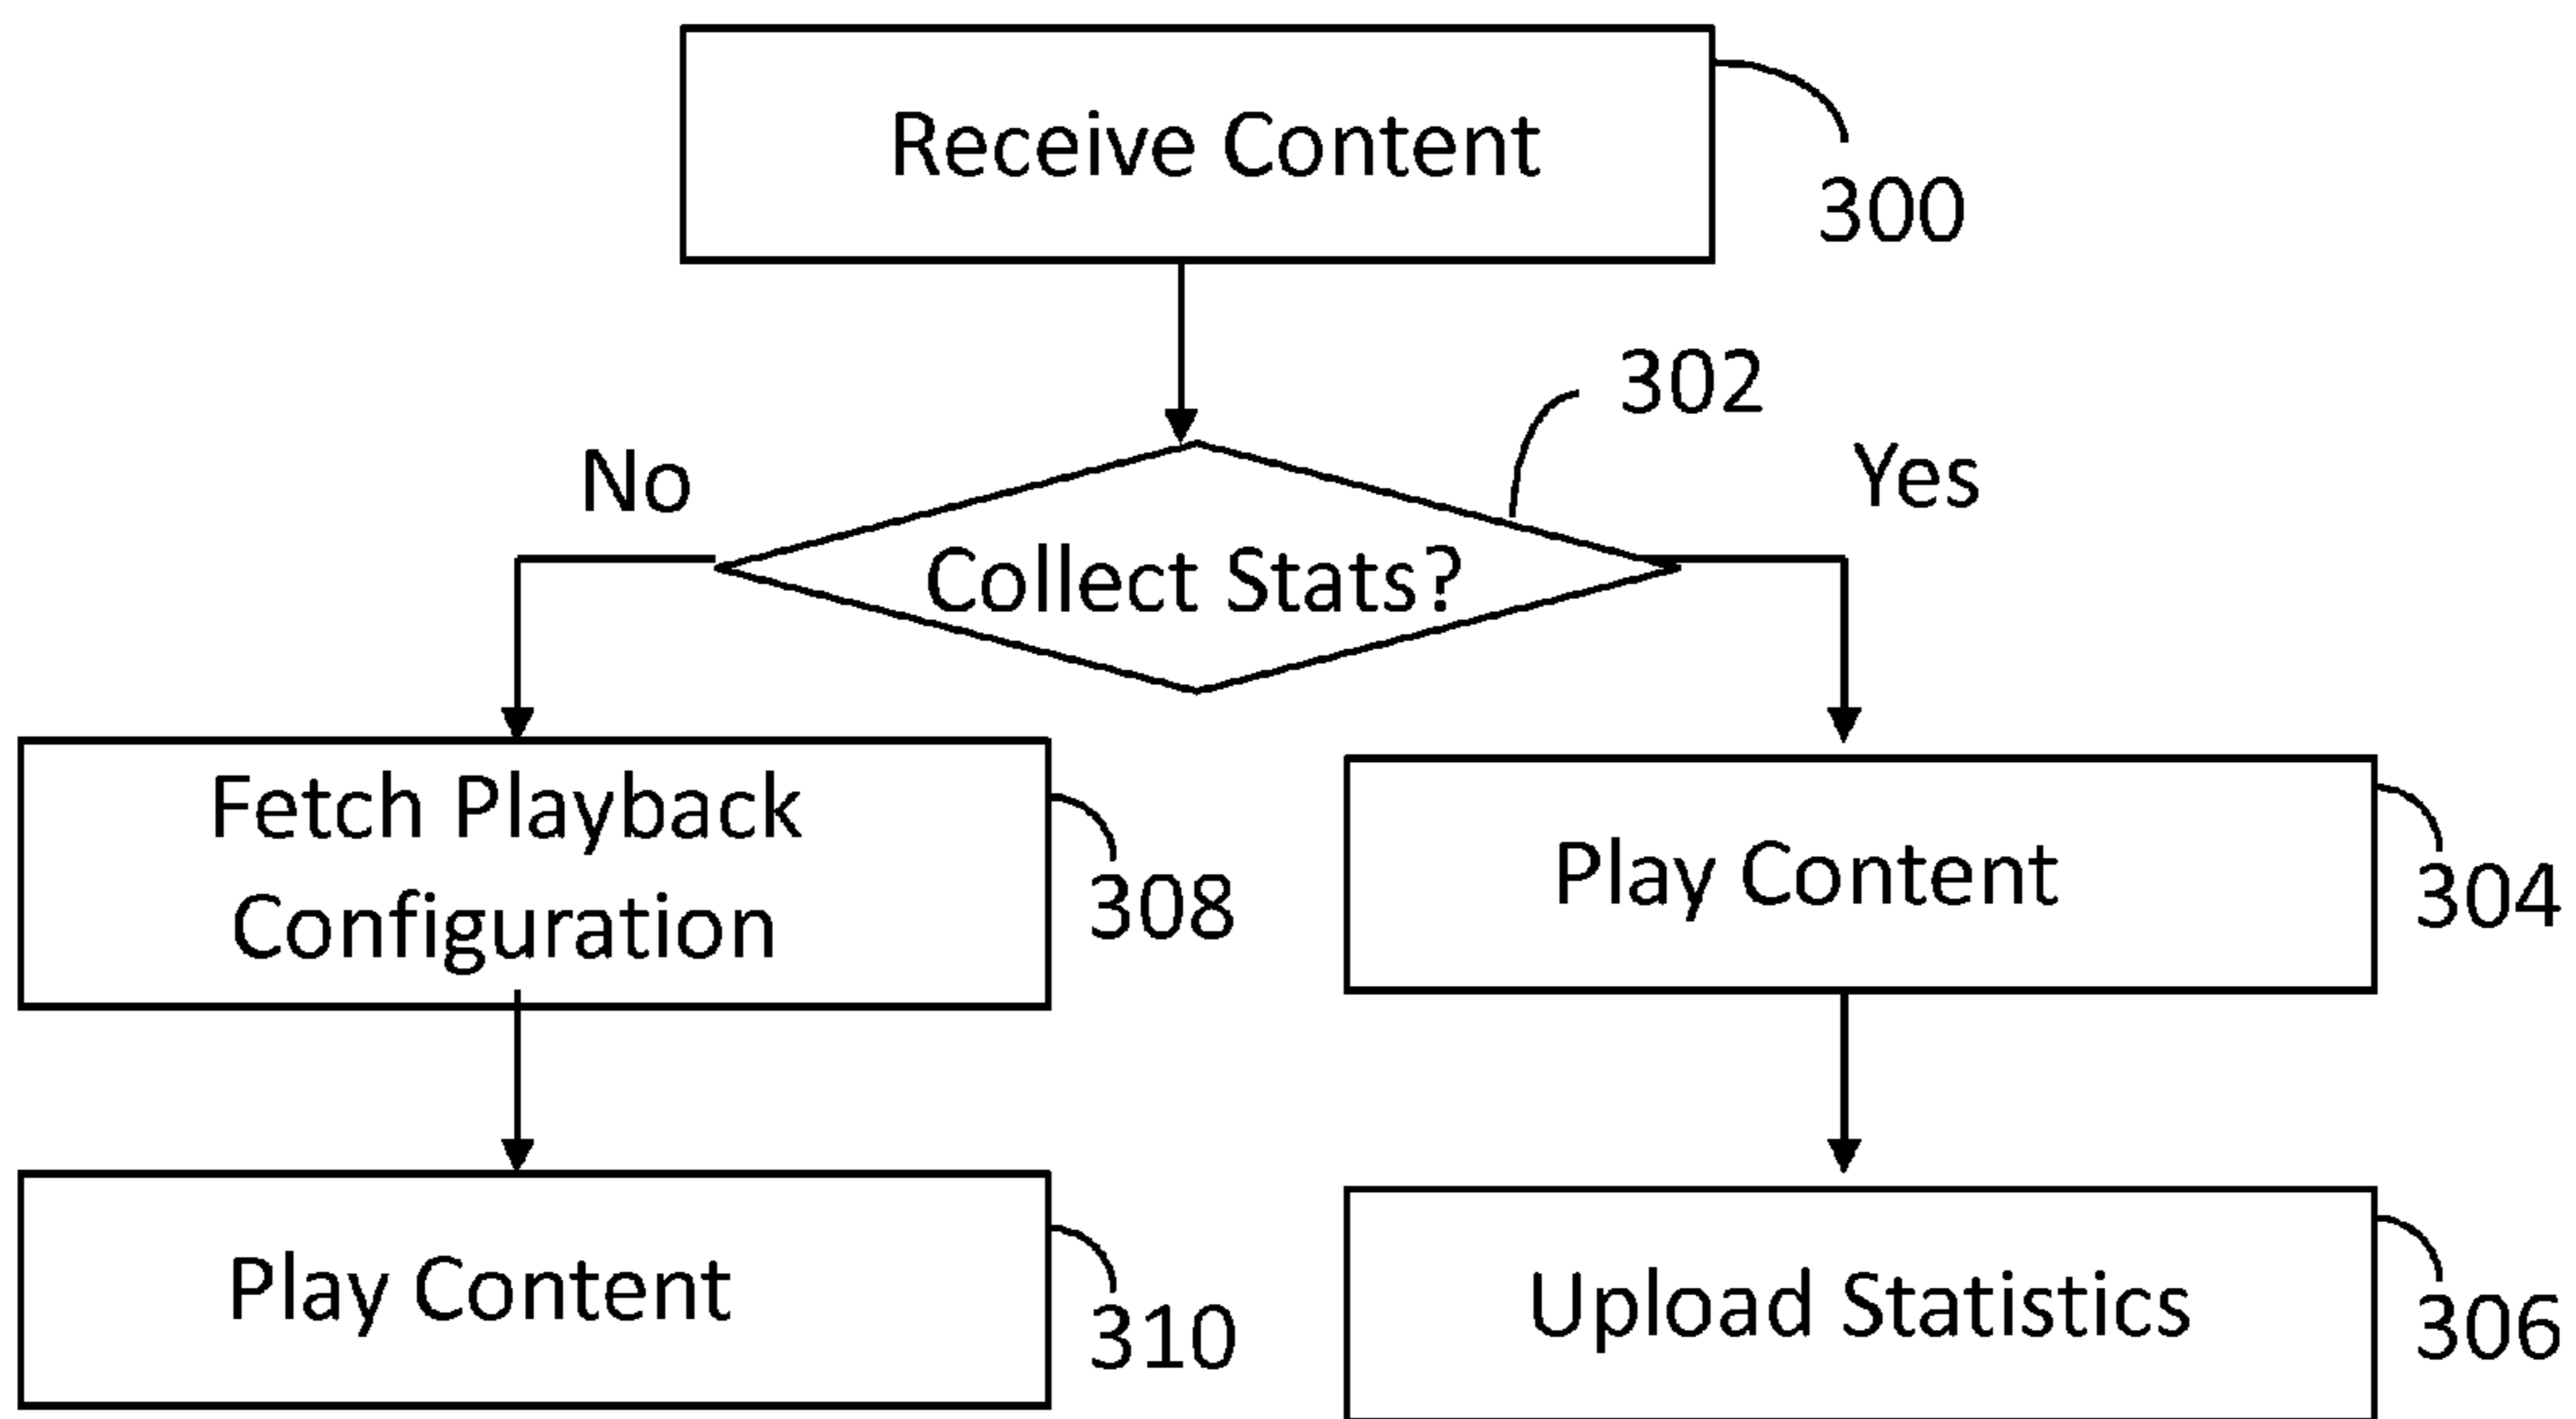 Receive Content
300
302
No
Yes
Collect Stats?
Fetch Playback
Configuration
308
Play Content
304
Play Content
310
Upload Statistics
306